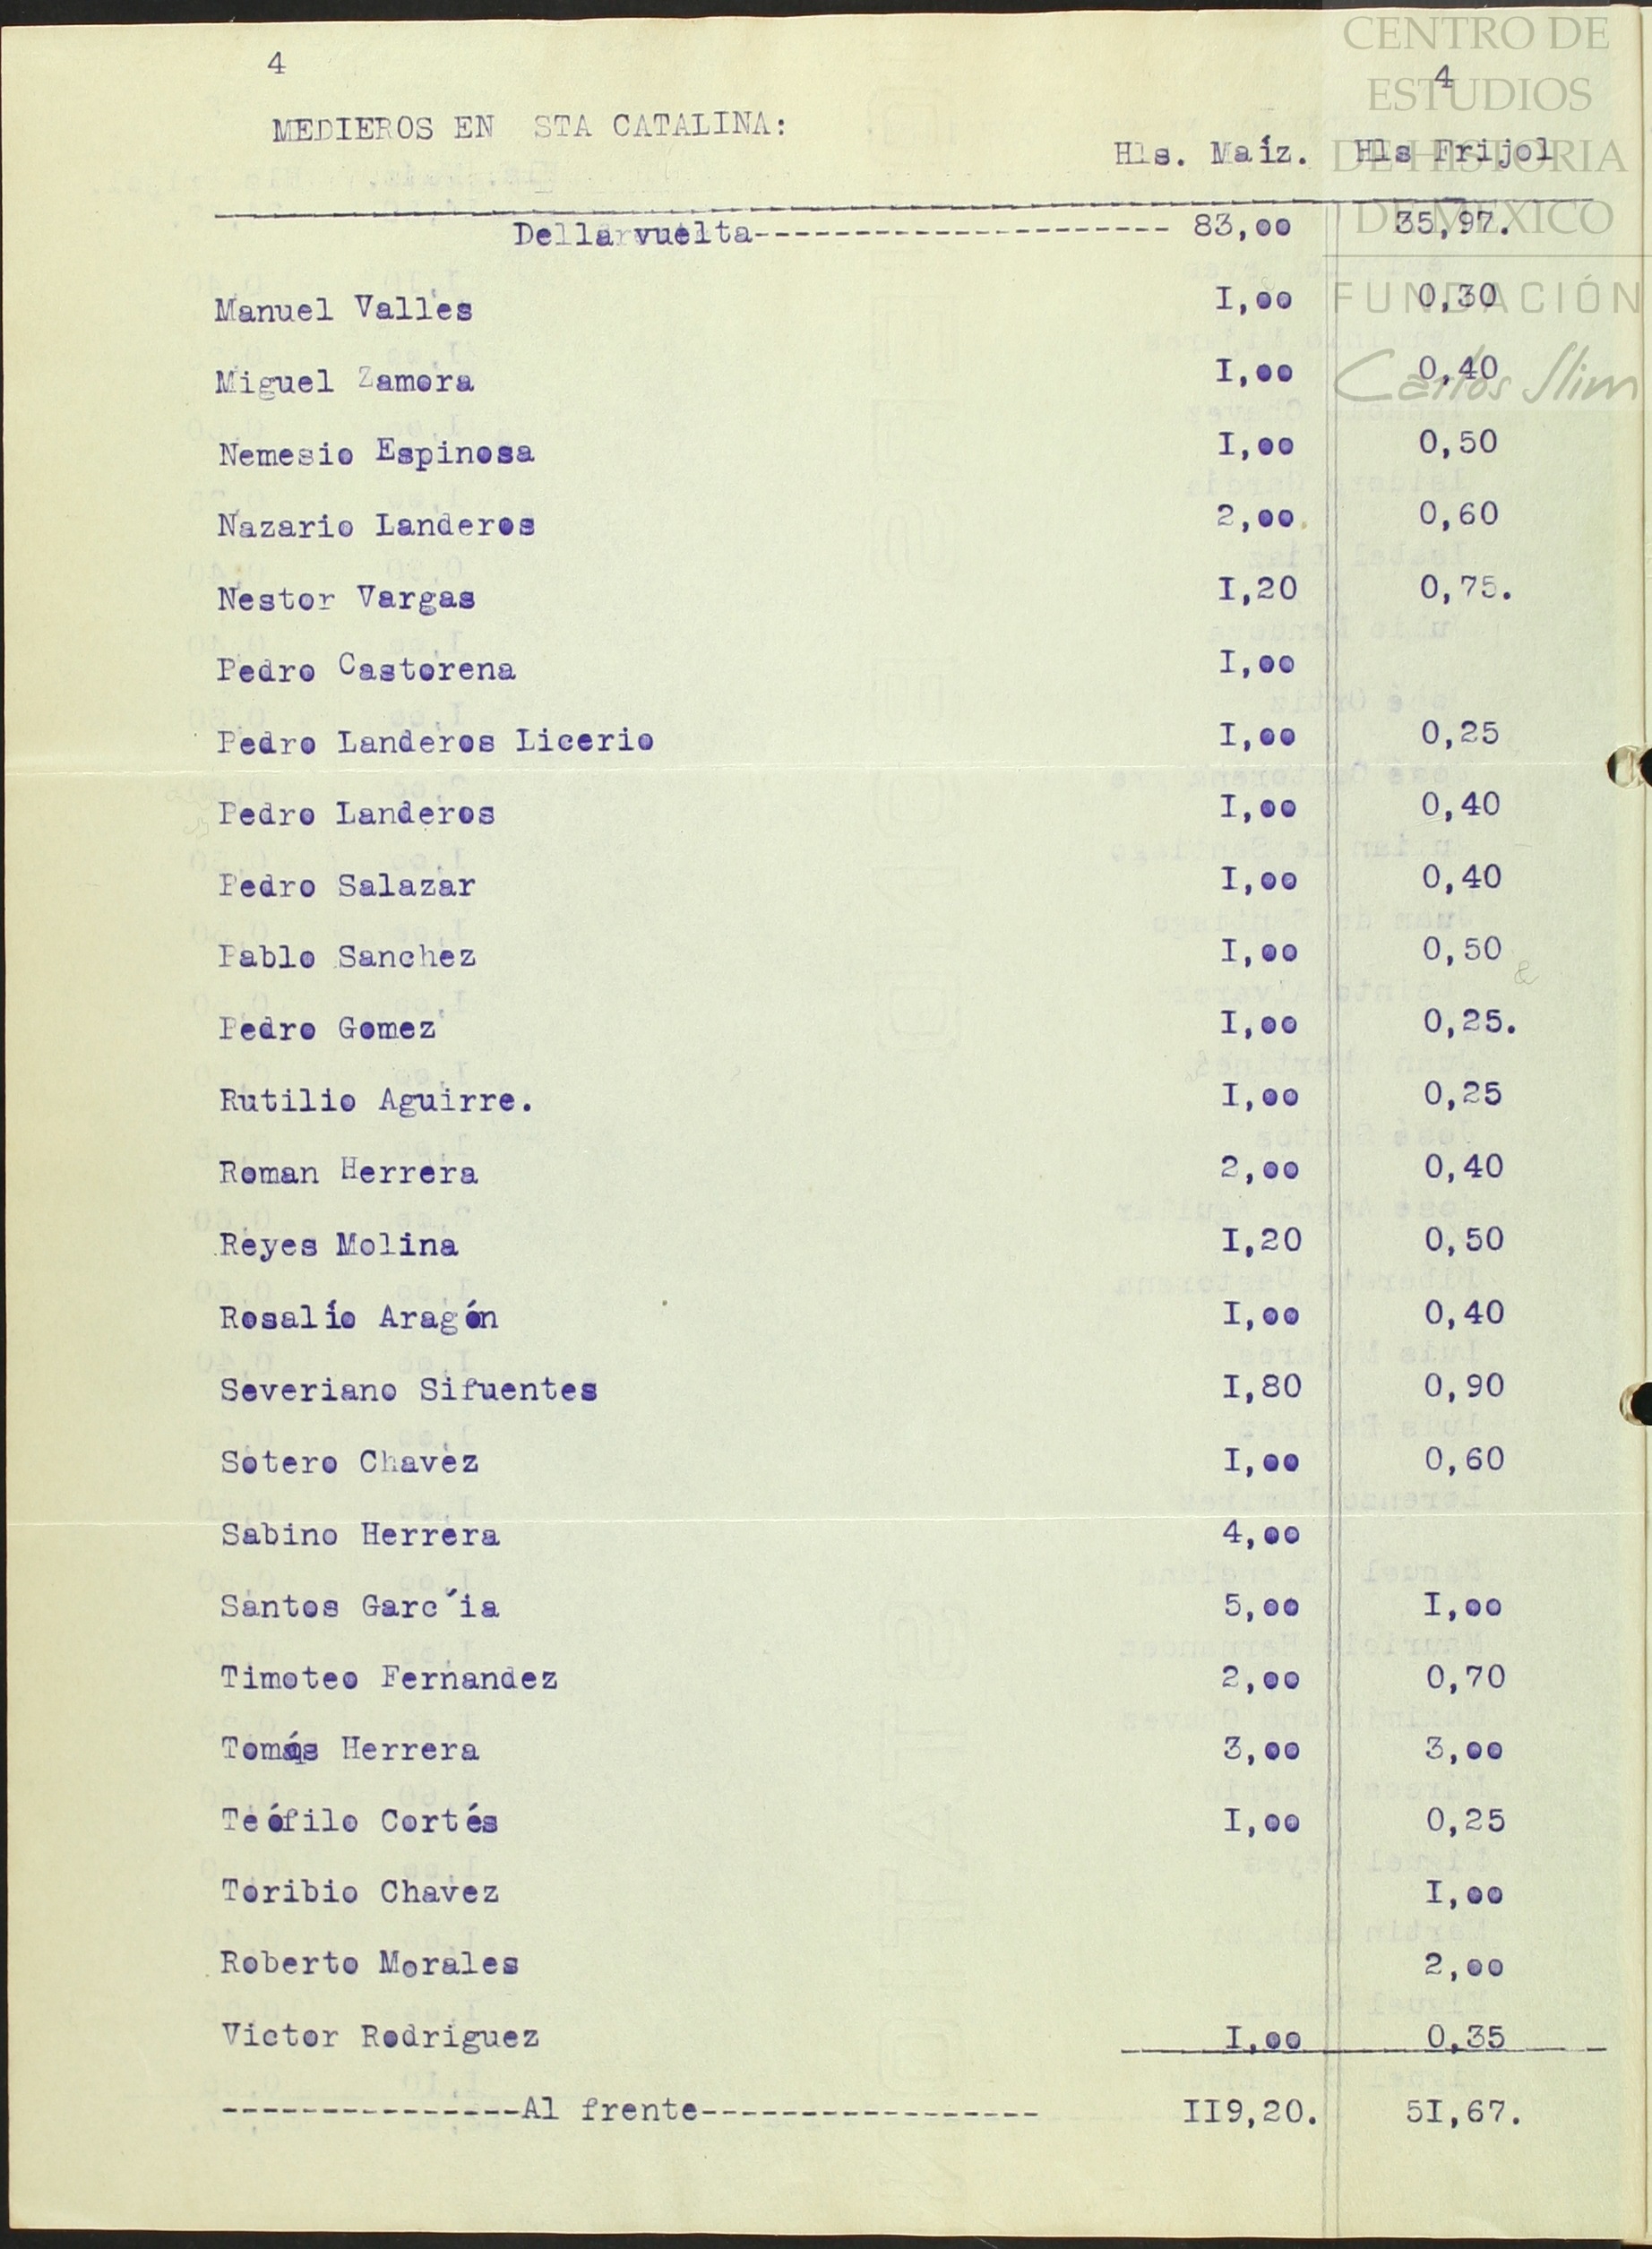 CENTRO DE
ESTUDIOS
DE HISTORIA
DE MEXICO
FUNDACIÓN
Carlos Slim
4 4
MEDIEROS EN STA CATALINA:
Hls. Maíz. Hls Frijol
De la vuelta--------------------- 83,00 35,97.
Manuel Valles I,00 0,30
Miguel Zamora I,00 0,40
Nemesio Espinosa I,00 0,50
Nazario Landeros 2,00. 0,60
Nestor Vargas I,20 0,75.
Pedro Castorena I,00
Pedro Landeros Licerio I,00 0,25
Pedro Landeros I,00 0,40
Pedro Salazar I,00 0,40
Pablo Sanchez I,00 0,50
Pedro Gomez I,00 0,25.
Rutilio Aguirre. I,00 0,25
Roman Herrera 2,00 0,40
Reyes Molina I,20 0,50
Rosalío Aragón I,00 0,40
Severiano Sifuentes I,80 0,90
Sotero Chavez I,00 0,60
Sabino Herrera 4,00
Santos Garc´ia 5,00 I,00
Timoteo Fernandez 2,00 0,70
Tomás Herrera 3,00 3,00
Teófilo Cortés I,00 0,25
Toribio Chavez I,00
Roberto Morales 2,00
Victor Rodriguez I,00 0,35
---------------Al frente----------------- II9,20. 5I,67.